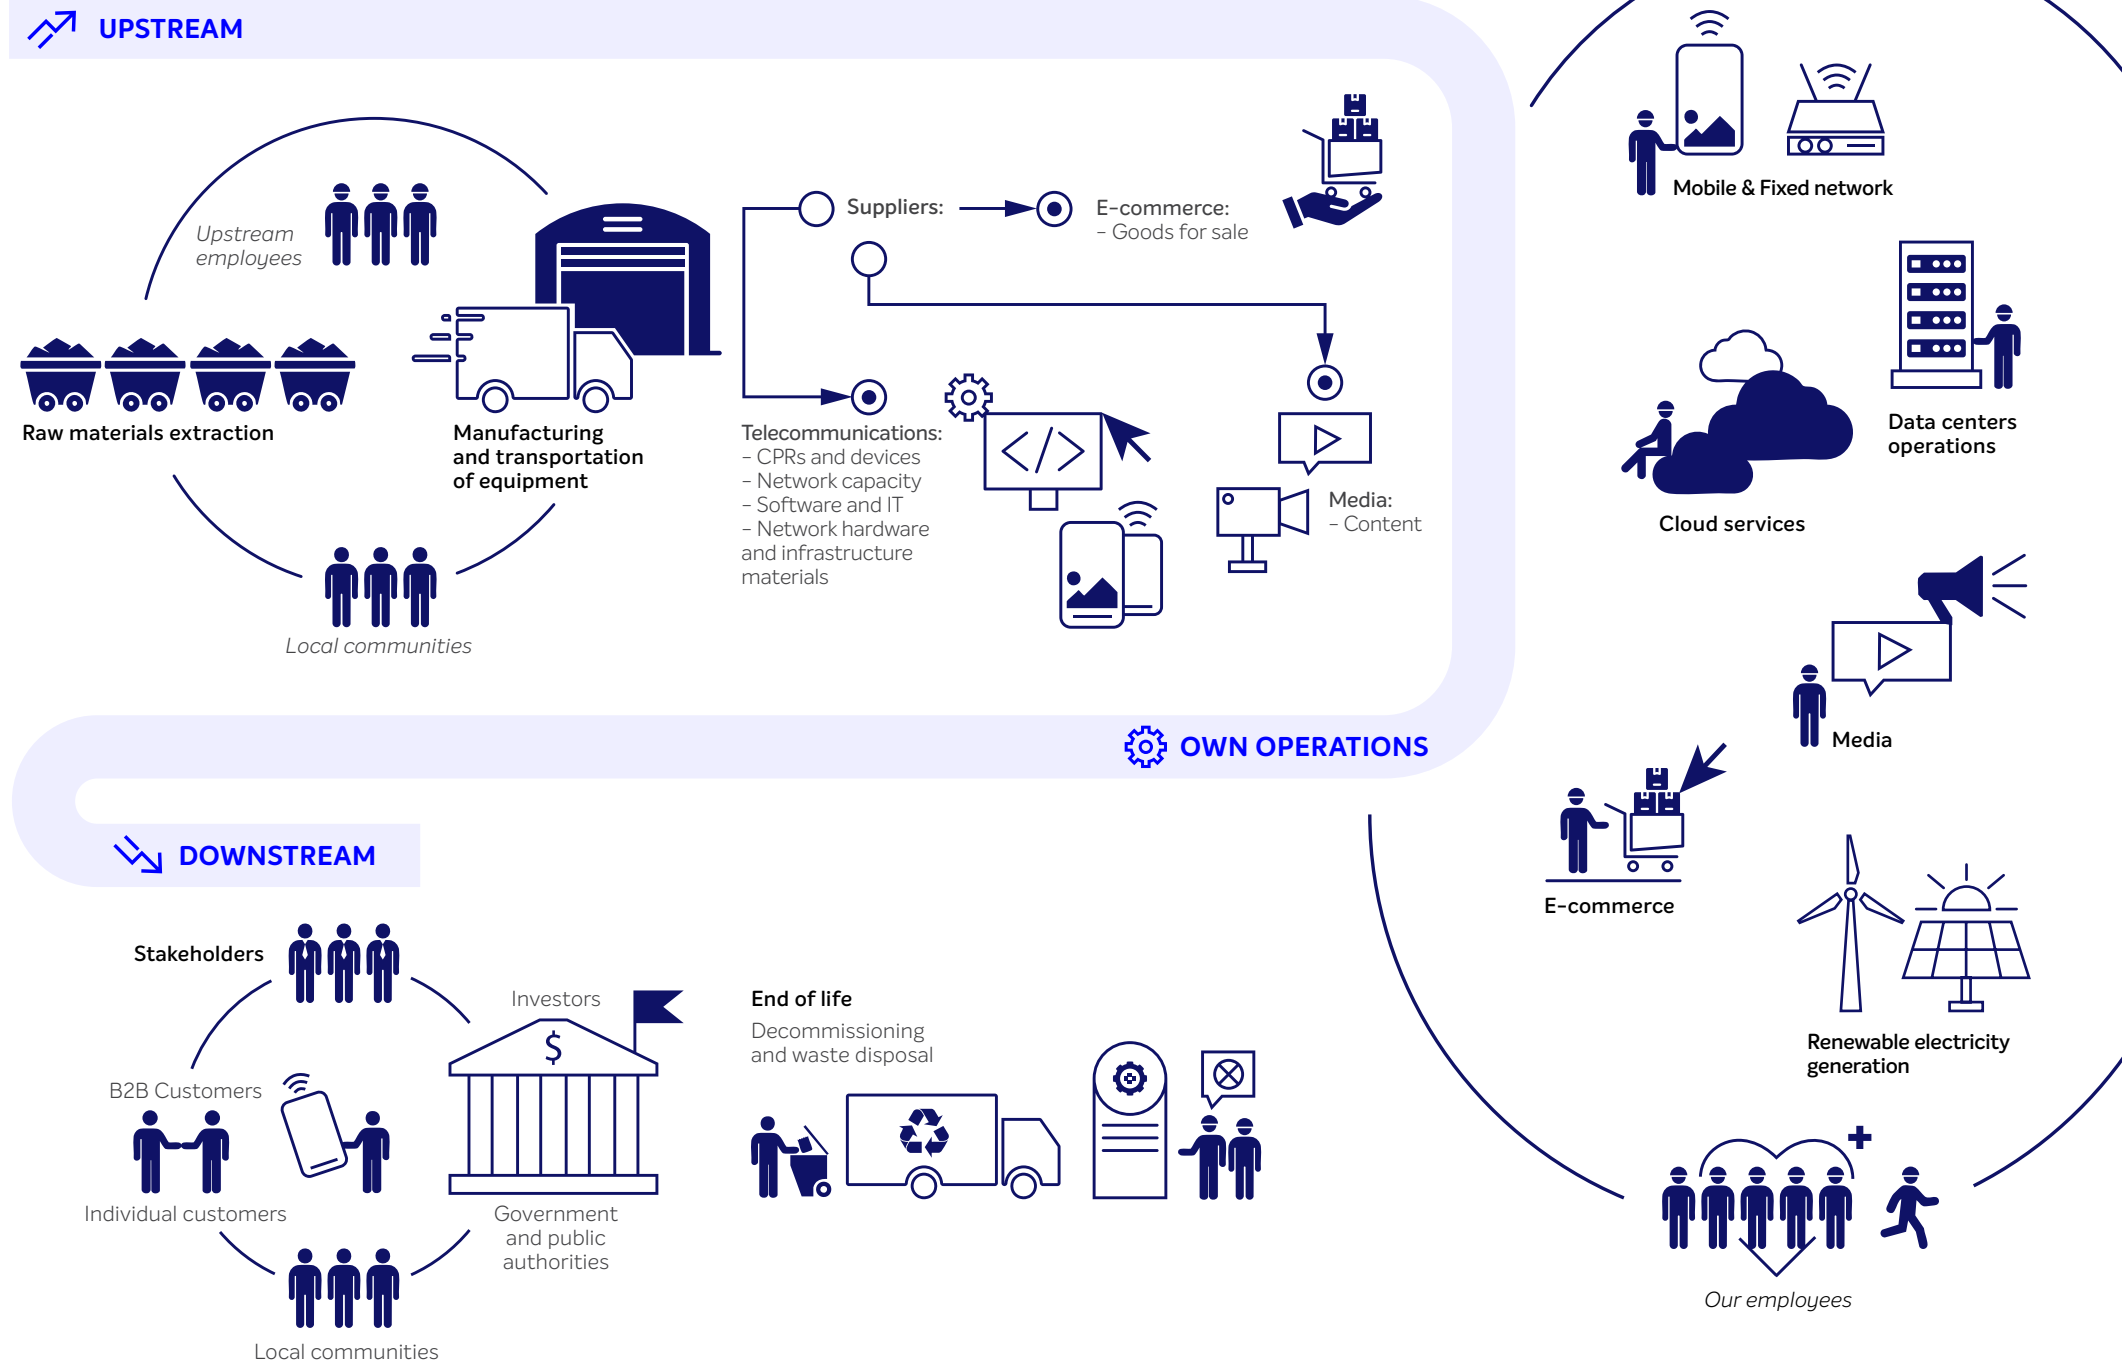 UPSTREAM
Upstream
employees
Raw materials extraction
Manufacturing
and transportation
of equipment
Local communities
Suppliers:
E-commerce:
- Goods for sale
Telecommunications:
- CPRs and devices
- Network capacity
- Software and IT
- Network hardware
and infrastructure
materials
Media:
- Content
OWN OPERATIONS
Mobile & Fixed network
Data centers
operations
Cloud services
Media
E-commerce
Renewable electricity
generation
Our employees
DOWNSTREAM
Stakeholders
Investors
$
B2B Customers
Individual customers
Government
and public
authorities
Local communities
End of life
Decommissioning
and waste disposal